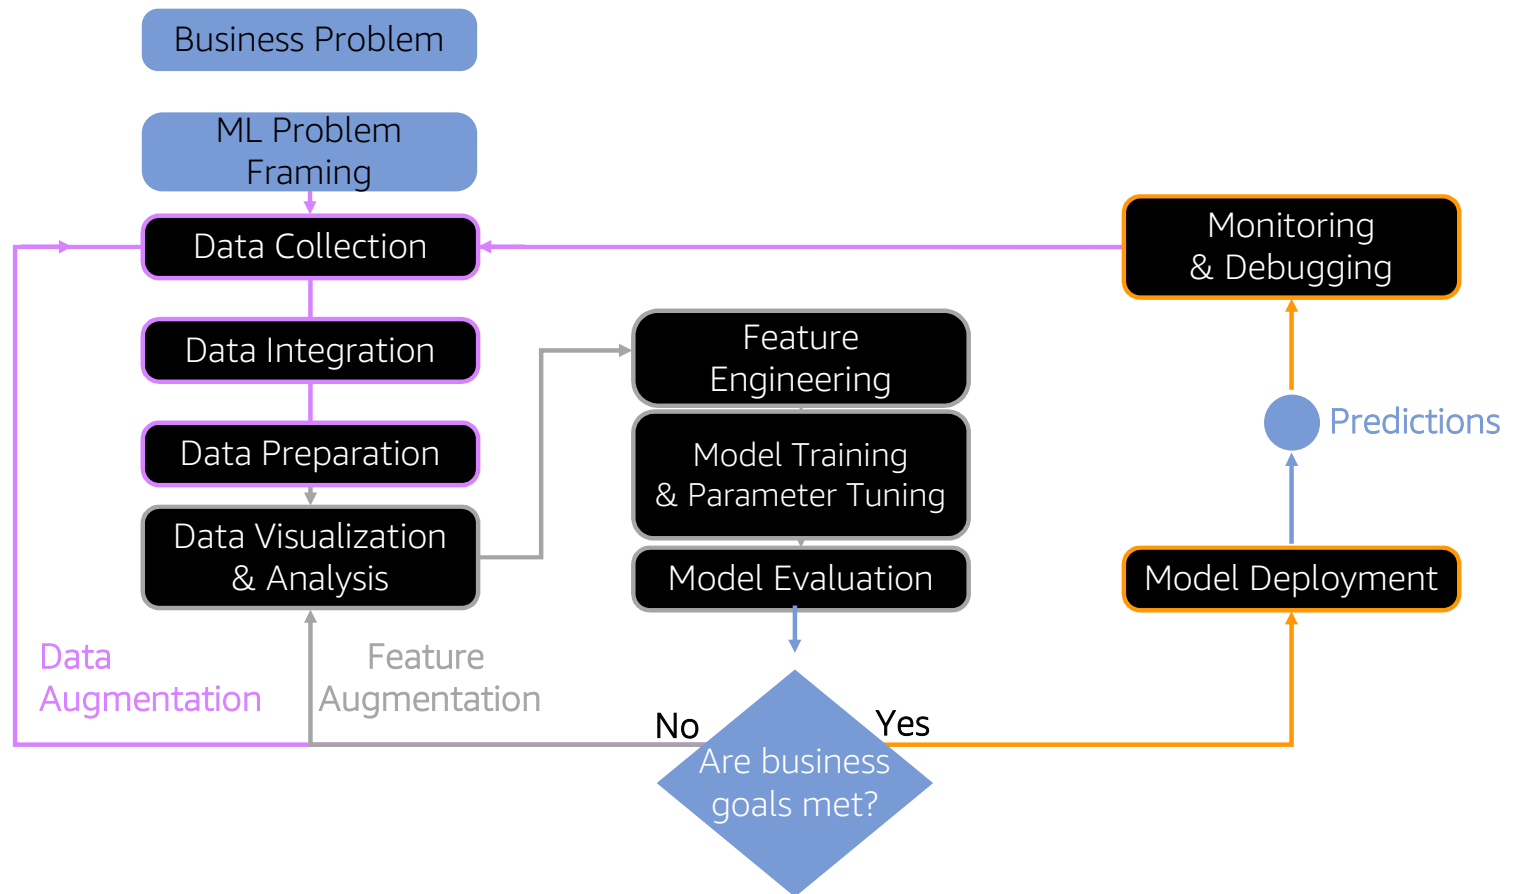 Business Problem
ML Problem
Framing
Data Collection
Data Integration
Data Preparation
Data Visualization
& Analysis
Data
Augmentation
Feature
Augmentation
Feature
Engineering
Model Training
& Parameter Tuning
Model Evaluation
No
Yes
Are business
goals met?
Monitoring
& Debugging
Predictions
Model Deployment